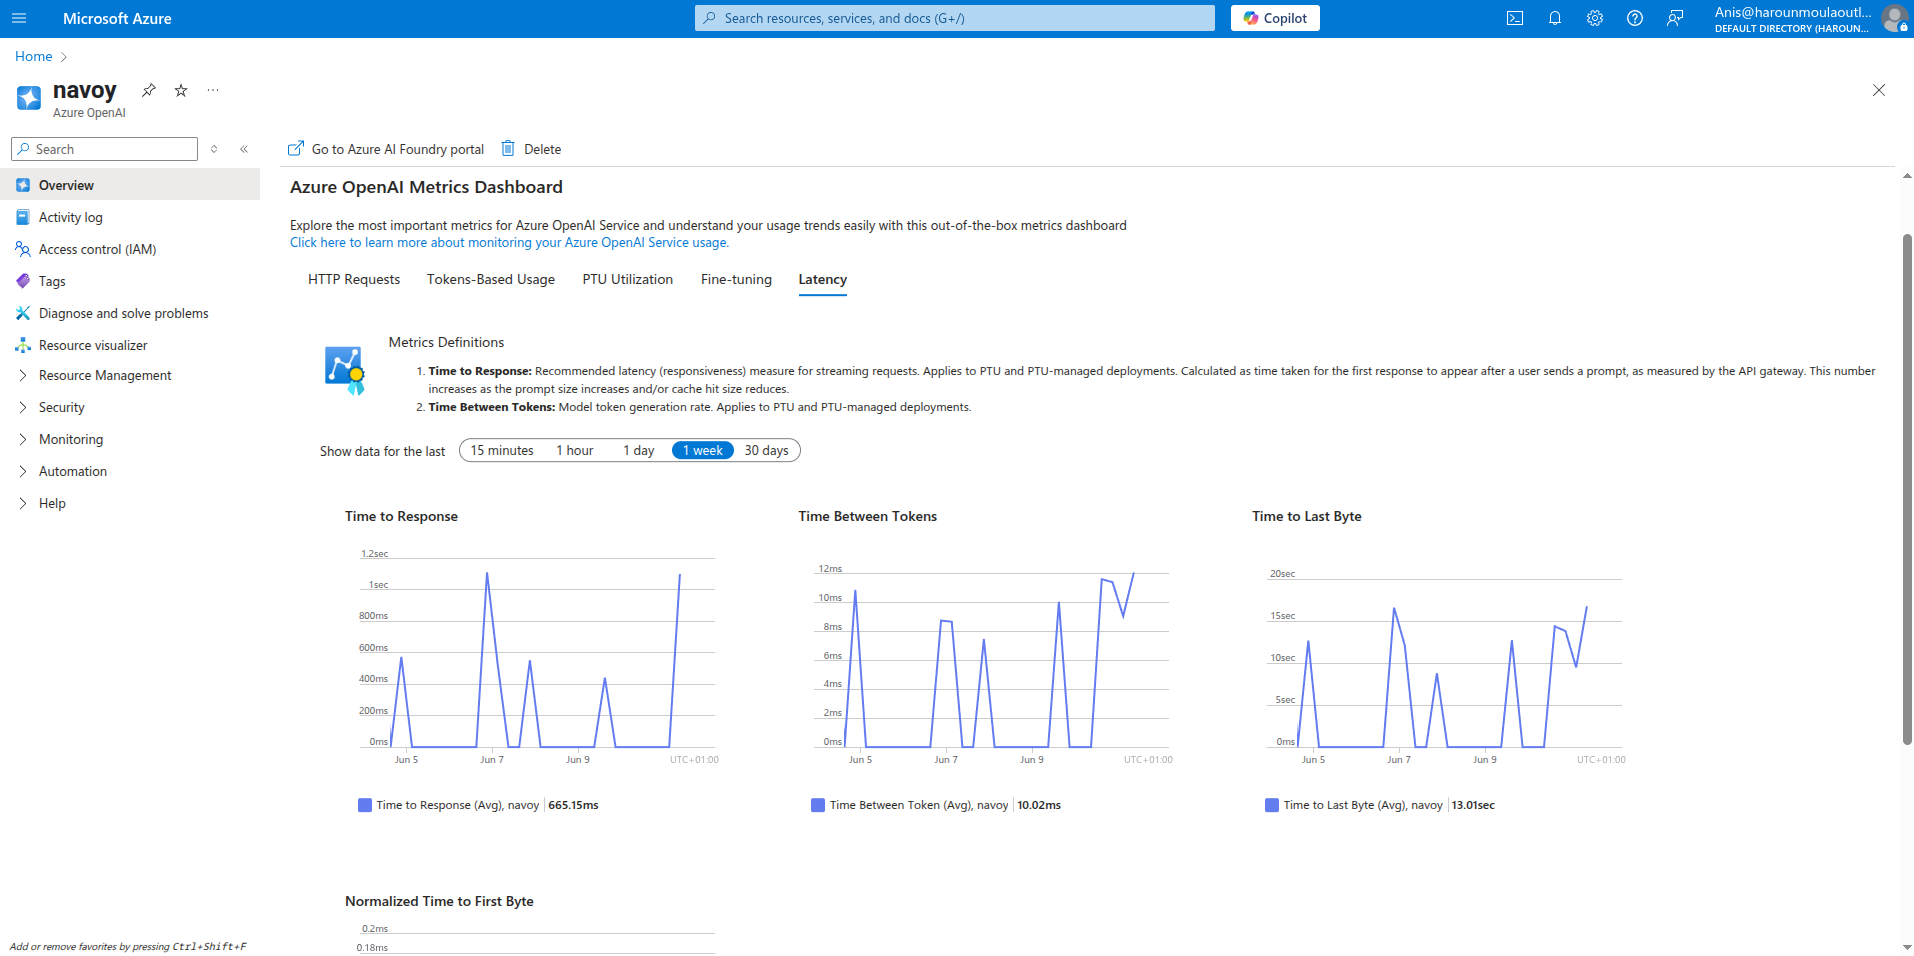 Microsoft Azure
Search resources, services, and docs (G+/)
Copilot
Anis@harounmoulaoutl...
DEFAULT DIRECTORY (HAROUN...
Home
navoy
Azure OpenAI
Search
Overview
Activity log
Access control (IAM)
Tags
Diagnose and solve problems
Resource visualizer
Resource Management
Security
Monitoring
Automation
Help
Add or remove favorites by pressing Ctrl+Shift+F
Go to Azure AI Foundry portal
Delete
Azure OpenAI Metrics Dashboard
Explore the most important metrics for Azure OpenAI Service and understand your usage trends easily with this out-of-the-box metrics dashboard
Click here to learn more about monitoring your Azure OpenAI Service usage.
HTTP Requests
Tokens-Based Usage
PTU Utilization
Fine-tuning
Latency
Metrics Definitions
1. Time to Response: Recommended latency (responsiveness) measure for streaming requests. Applies to PTU and PTU-managed deployments. Calculated as time taken for the first response to appear after a user sends a prompt, as measured by the API gateway. This number
increases as the prompt size increases and/or cache hit size reduces.
2. Time Between Tokens: Model token generation rate. Applies to PTU and PTU-managed deployments.
Show data for the last
15 minutes
1 hour
1 day
1 week
30 days
Time to Response
1.2sec
1sec
800ms
600ms
400ms
200ms
0ms
Jun 5
Jun 7
Jun 9
UTC+01:00
Time to Response (Avg), navoy
665.15ms
Time Between Tokens
12ms
10ms
8ms
6ms
4ms
2ms
0ms
Jun 5
Jun 7
Jun 9
UTC+01:00
Time Between Token (Avg), navoy
10.02ms
Time to Last Byte
20sec
15sec
10sec
5sec
0ms
Jun 5
Jun 7
Jun 9
UTC+01:00
Time to Last Byte (Avg), navoy
13.01sec
Normalized Time to First Byte
0.2ms
0.18ms